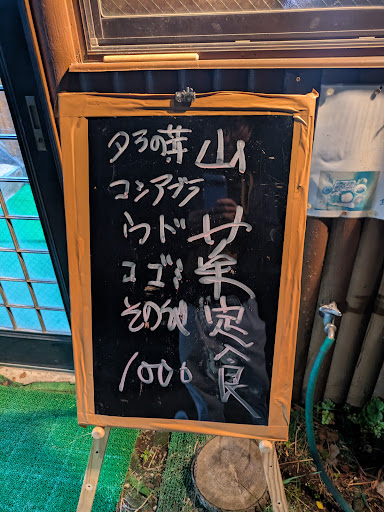 山菜定食
タラの芽
コシアブラ
ウド
コゴミ
その他
1000